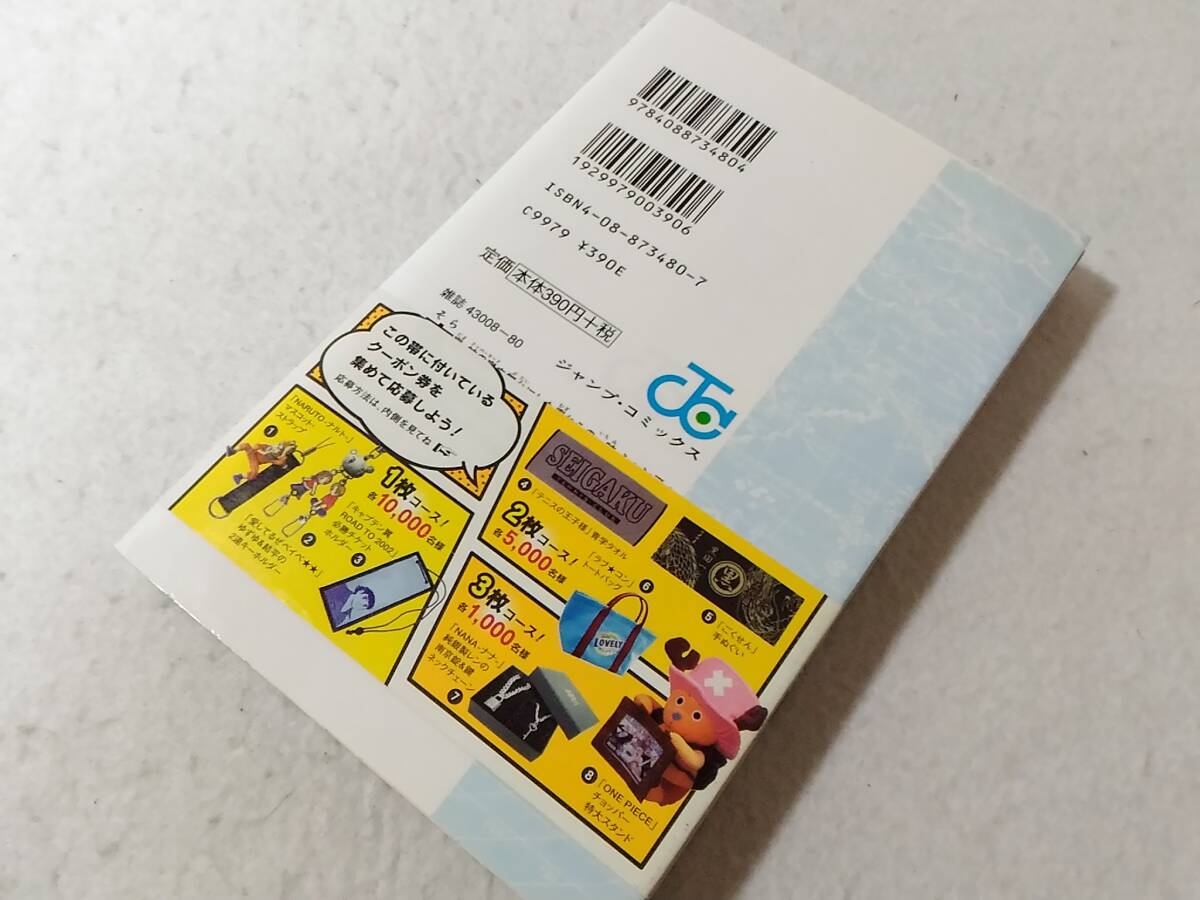 9784088734804
1929979003906
ISBN4-08-873480-7
C9979 ¥390E
定価 本体390円+税
雑誌 43008-80
そら
ジャンプ・コミックス
この帯に付いている
クーポン券を
集めて応募しよう!
応募方法は、内側を見てね
1枚コース!
各10,000名様
1
「NARUTO-ナルト-」
マスコット
ストラップ
2
「愛してるぜベイベ★★」
ゆずゆ&結平の
2連キーホルダー
3
「キャプテン翼
ROAD TO 2002」
必勝チケット
ホルダー
SEIGAKU
TENNIS CLUB
4
「テニスの王子様」青学タオル
2枚コース!
各5,000名様
黒
5
「ごくせん」
手ぬぐい
6
「ラブ★コン」
トートバッグ
LOVELY
3枚コース!
各1,000名様
「NANA-ナナ-」
純銀製レンの
南京錠&鍵
ネックチェーン
7
8
「ONE PIECE」
チョッパー
特大スタンド